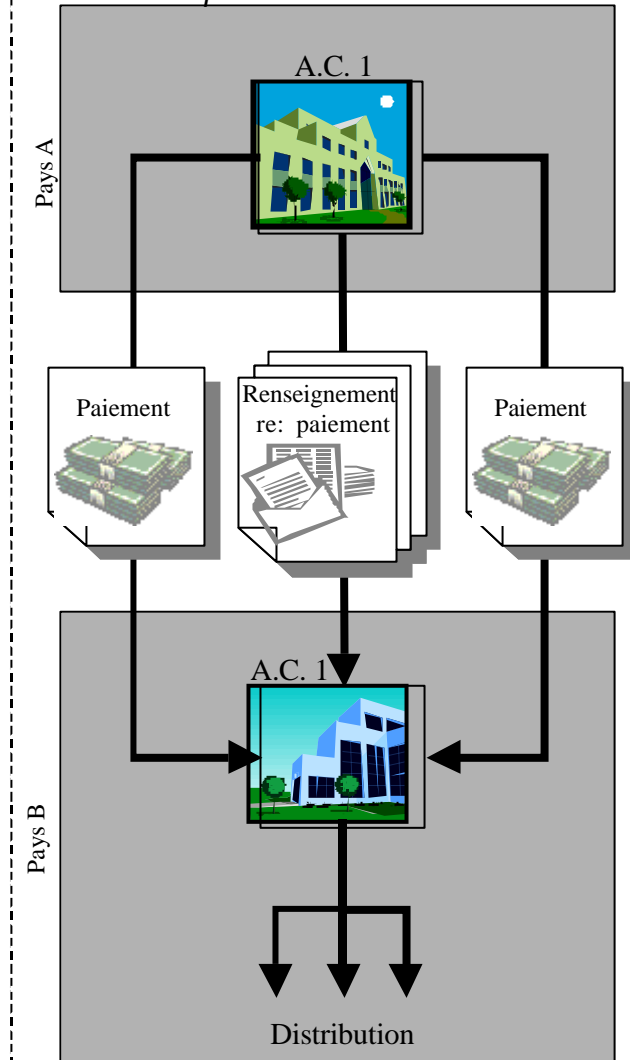 A.C. 1
Pays A
Paiement
Renseignement
re: paiement
Paiement
A.C. 1
Pays B
Distribution